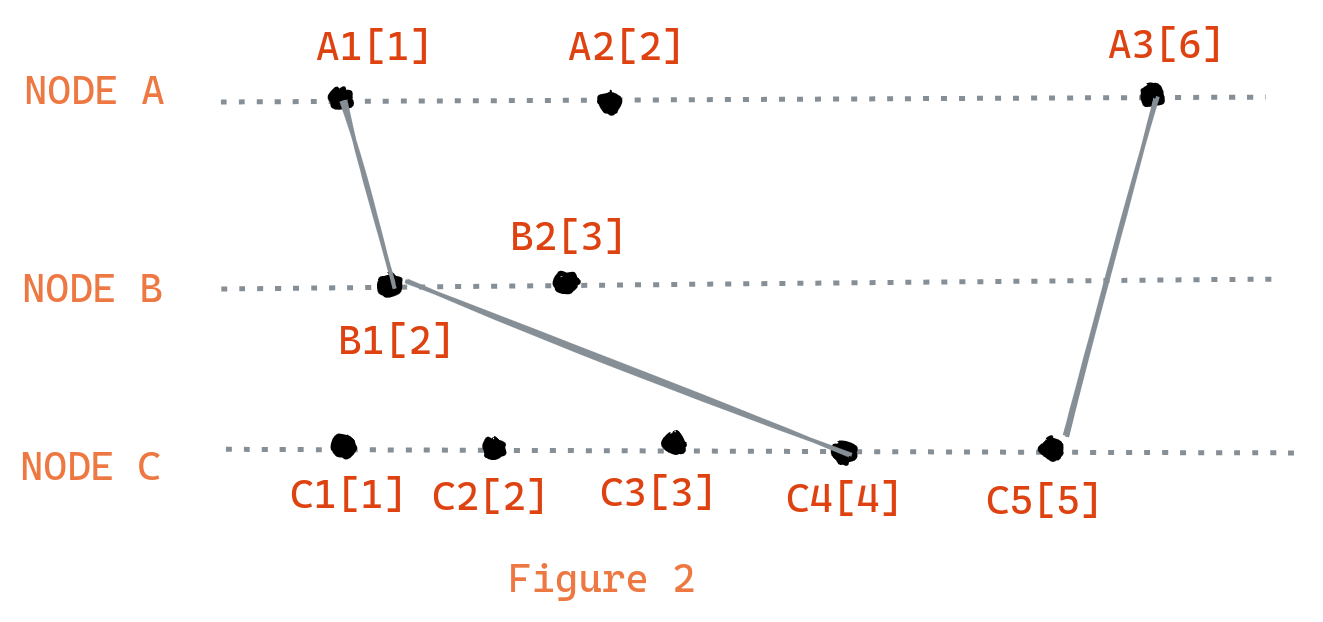 A1[1] A2[2] A3[6]
NODE A
B2[3]
NODE B
B1[2]
NODE C
C1[1] C2[2] C3[3] C4[4] C5[5]
Figure 2